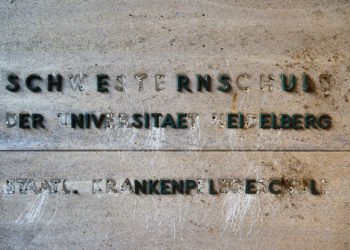 SCHWESTERNSCHULE
DER UNIVERSITAET HEIDELBERG
STAATL. KRANKENPFLEGESCHULE